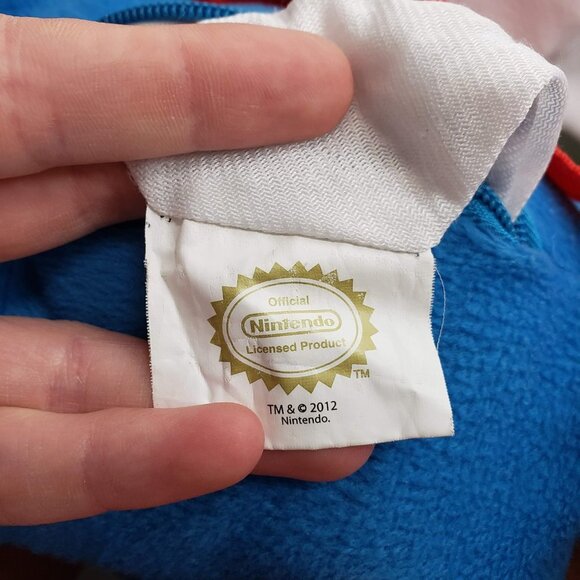 Official
Nintendo
Licensed Product
TM
TM & © 2012
Nintendo.